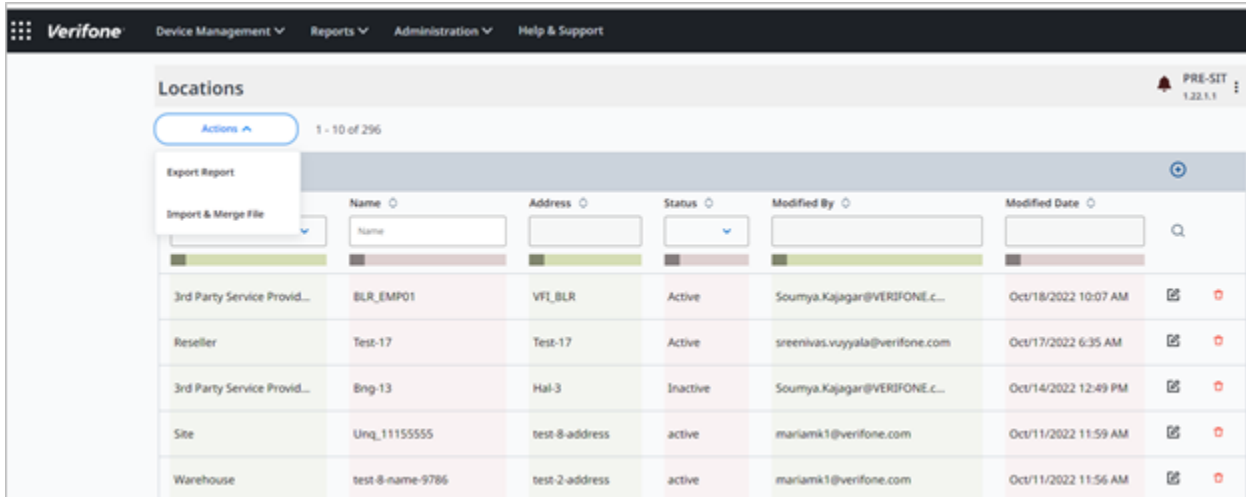 Verifone Device Management Reports Administration Help & Support
Locations
PRE-SIT
1.22.1.1
Actions 1 - 10 of 296
Export Report
Import & Merge File
Name Address Status Modified By Modified Date
Name
3rd Party Service Provid... BLR_EMP01 VFI_BLR Active Soumya.Kajagar@VERIFONE.c... Oct/18/2022 10:07 AM
Reseller Test-17 Test-17 Active sreenivas.vuyyala@verifone.com Oct/17/2022 6:35 AM
3rd Party Service Provid... Bng-13 Hal-3 Inactive Soumya.Kajagar@VERIFONE.c... Oct/14/2022 12:49 PM
Site Unq_11155555 test-8-address active mariamk1@verifone.com Oct/11/2022 11:59 AM
Warehouse test-8-name-9786 test-2-address active mariamk1@verifone.com Oct/11/2022 11:56 AM